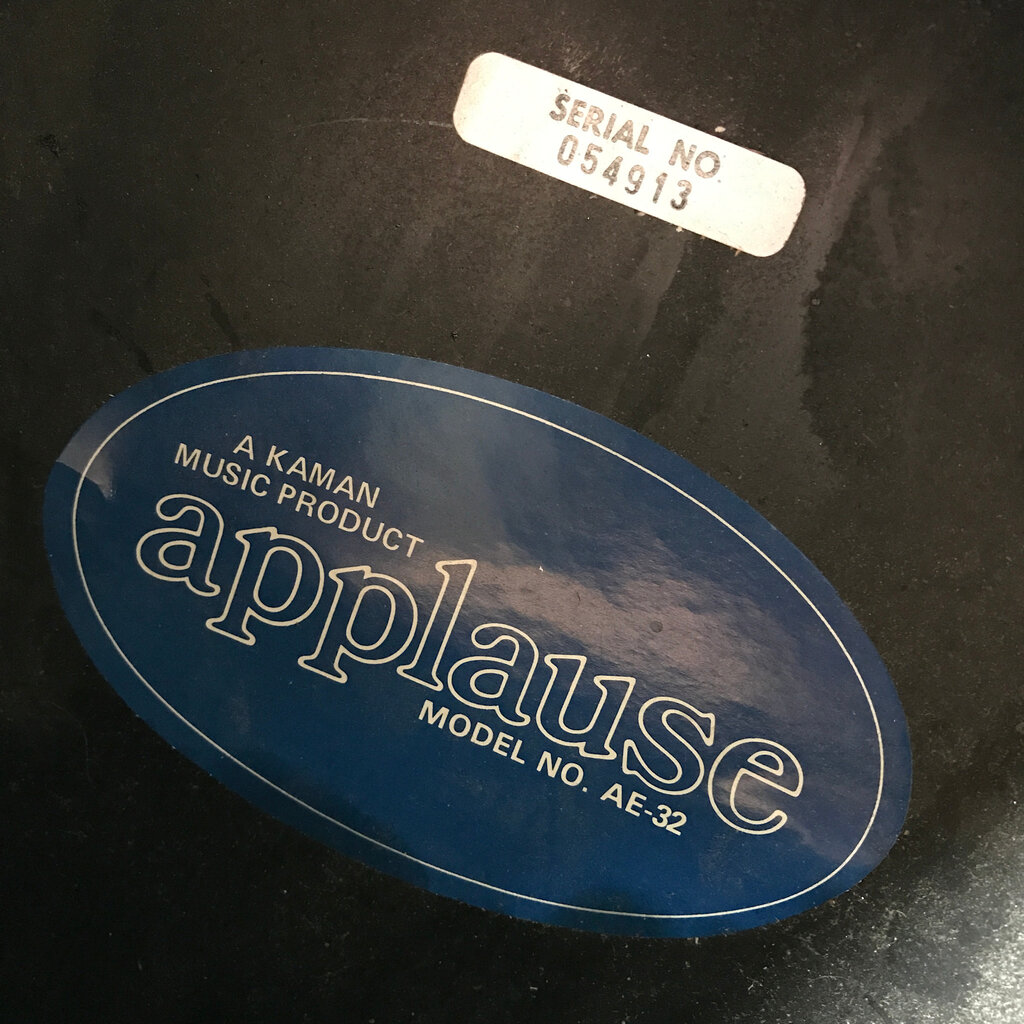 SERIAL NO
054913
A KAMAN
MUSIC PRODUCT
applause
MODEL NO. AE-32